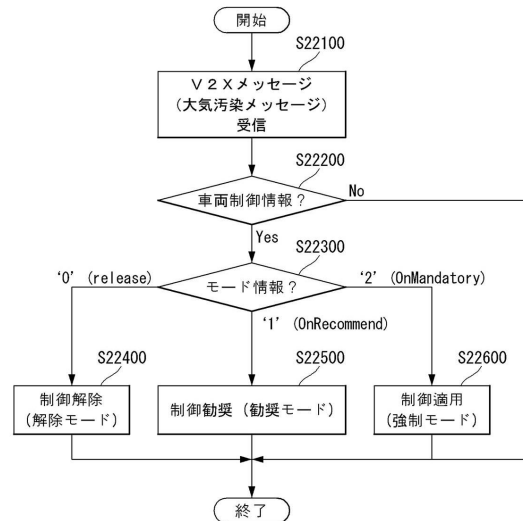 開始
S22100
Ｖ２Ｘメッセージ
(大気汚染メッセージ)
受信
S22200
車両制御情報？
No
Yes
S22300
モード情報？
‘0’ (release)
‘2’ (OnMandatory)
‘1’ (OnRecommend)
S22400
制御解除
(解除モード)
S22500
制御勧奨 (勧奨モード)
S22600
制御適用
(強制モード)
終了